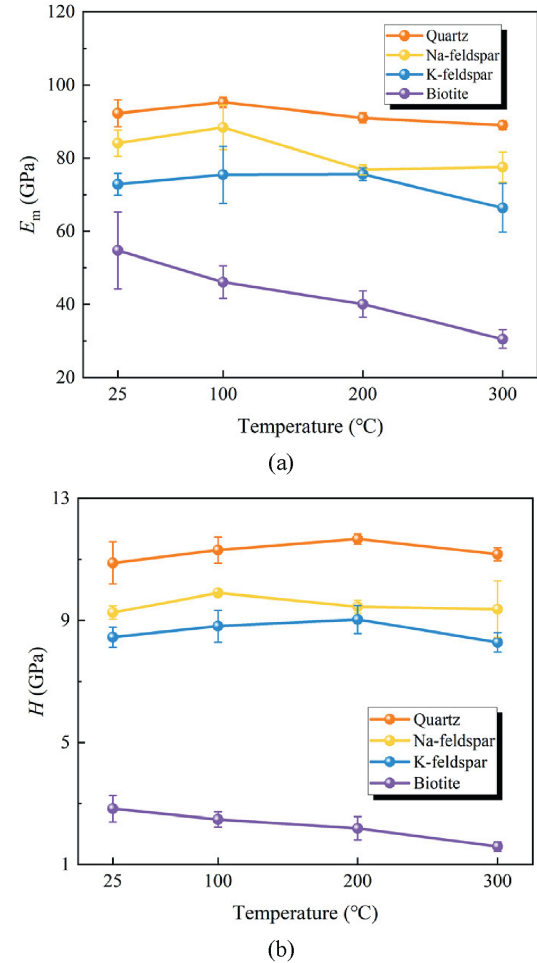 (a)
120
100
80
60
40
20
E_m (GPa)
Quartz
Na-feldspar
K-feldspar
Biotite
25 100 200 300
Temperature (℃)
(a)
13
9
5
1
H (GPa)
Quartz
Na-feldspar
K-feldspar
Biotite
25 100 200 300
Temperature (℃)
(b)